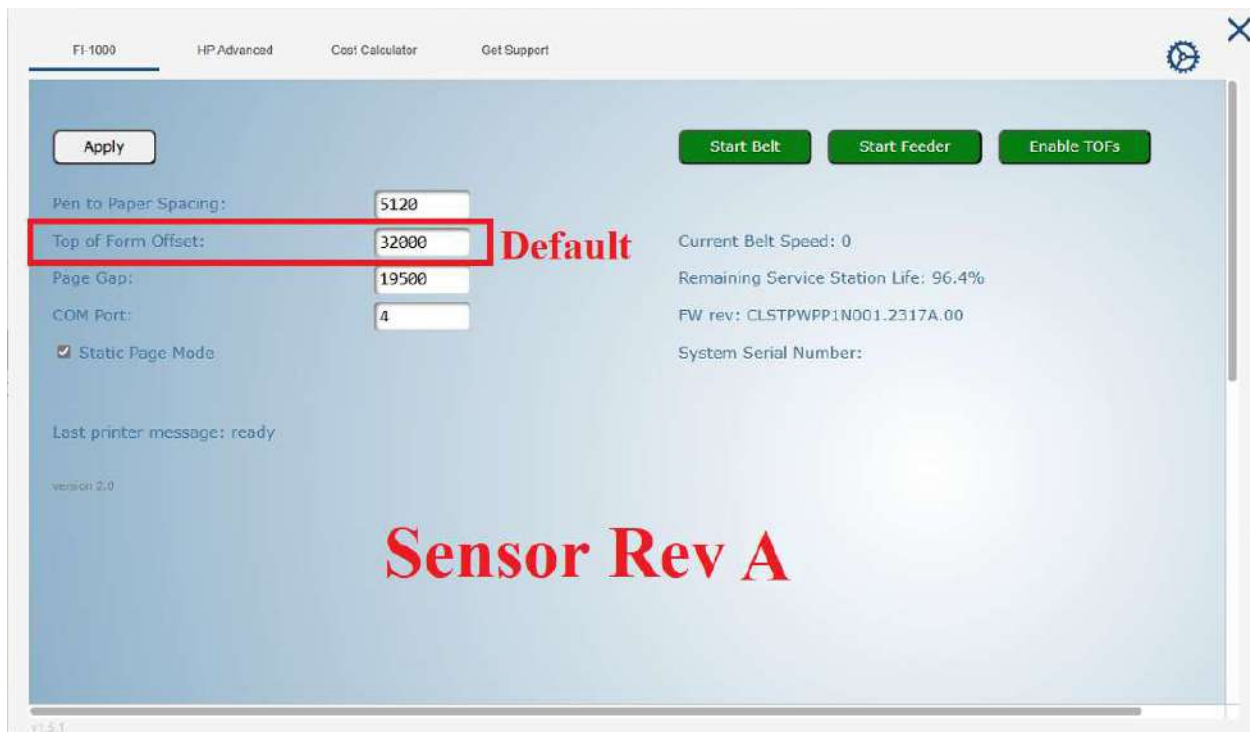 FI-1000 HP Advanced Cost Calculator Get Support
Apply Start Belt Start Feeder Enable TOFs
Pen to Paper Spacing: 5120
Top of Form Offset: 32000 Default Current Belt Speed: 0
Page Gap: 19500 Remaining Service Station Life: 96.4%
COM Port: 4 FW rev: CLSTPWPP1N001.2317A.00
Static Page Mode System Serial Number:
Last printer message: ready
version 2.0
Sensor Rev A
v1.5.1